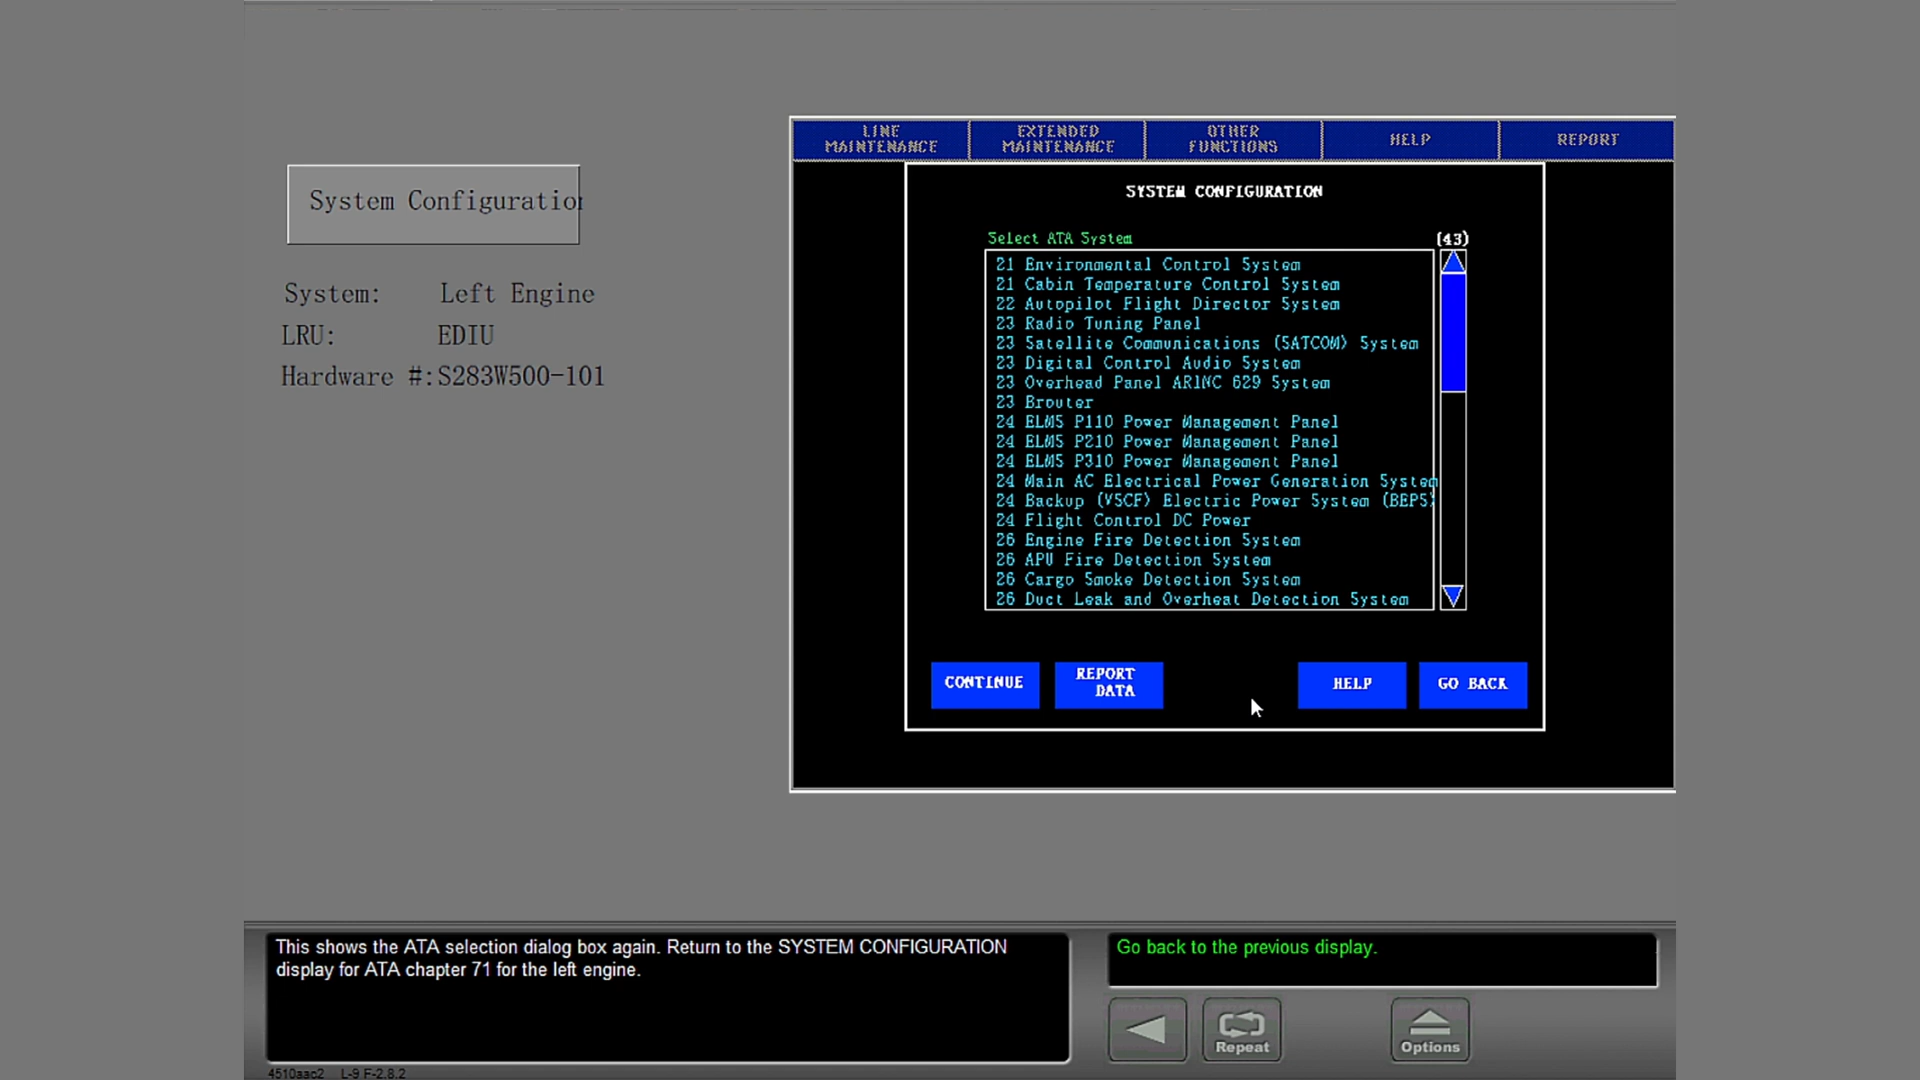 LINE
MAINTENANCE
EXTENDED
MAINTENANCE
OTHER
FUNCTIONS
HELP
REPORT
System Configuration
System: Left Engine
LRU: EDIU
Hardware #:S283W500-101
SYSTEM CONFIGURATION
Select ATA System (43)
21 Environmental Control System
21 Cabin Temperature Control System
22 Autopilot Flight Director System
23 Radio Tuning Panel
23 Satellite Communications (SATCOM) System
23 Digital Control Audio System
23 Overhead Panel ARINC 629 System
23 Brouter
24 ELMS P110 Power Management Panel
24 ELMS P210 Power Management Panel
24 ELMS P310 Power Management Panel
24 Main AC Electrical Power Generation System
24 Backup (VSCF) Electric Power System (BEPS)
24 Flight Control DC Power
26 Engine Fire Detection System
26 APU Fire Detection System
26 Cargo Smoke Detection System
26 Duct Leak and Overheat Detection System
CONTINUE
REPORT
DATA
HELP
GO BACK
This shows the ATA selection dialog box again. Return to the SYSTEM CONFIGURATION
display for ATA chapter 71 for the left engine.
Go back to the previous display.
Repeat
Options
4510aac2 L-9 F-2.8.2